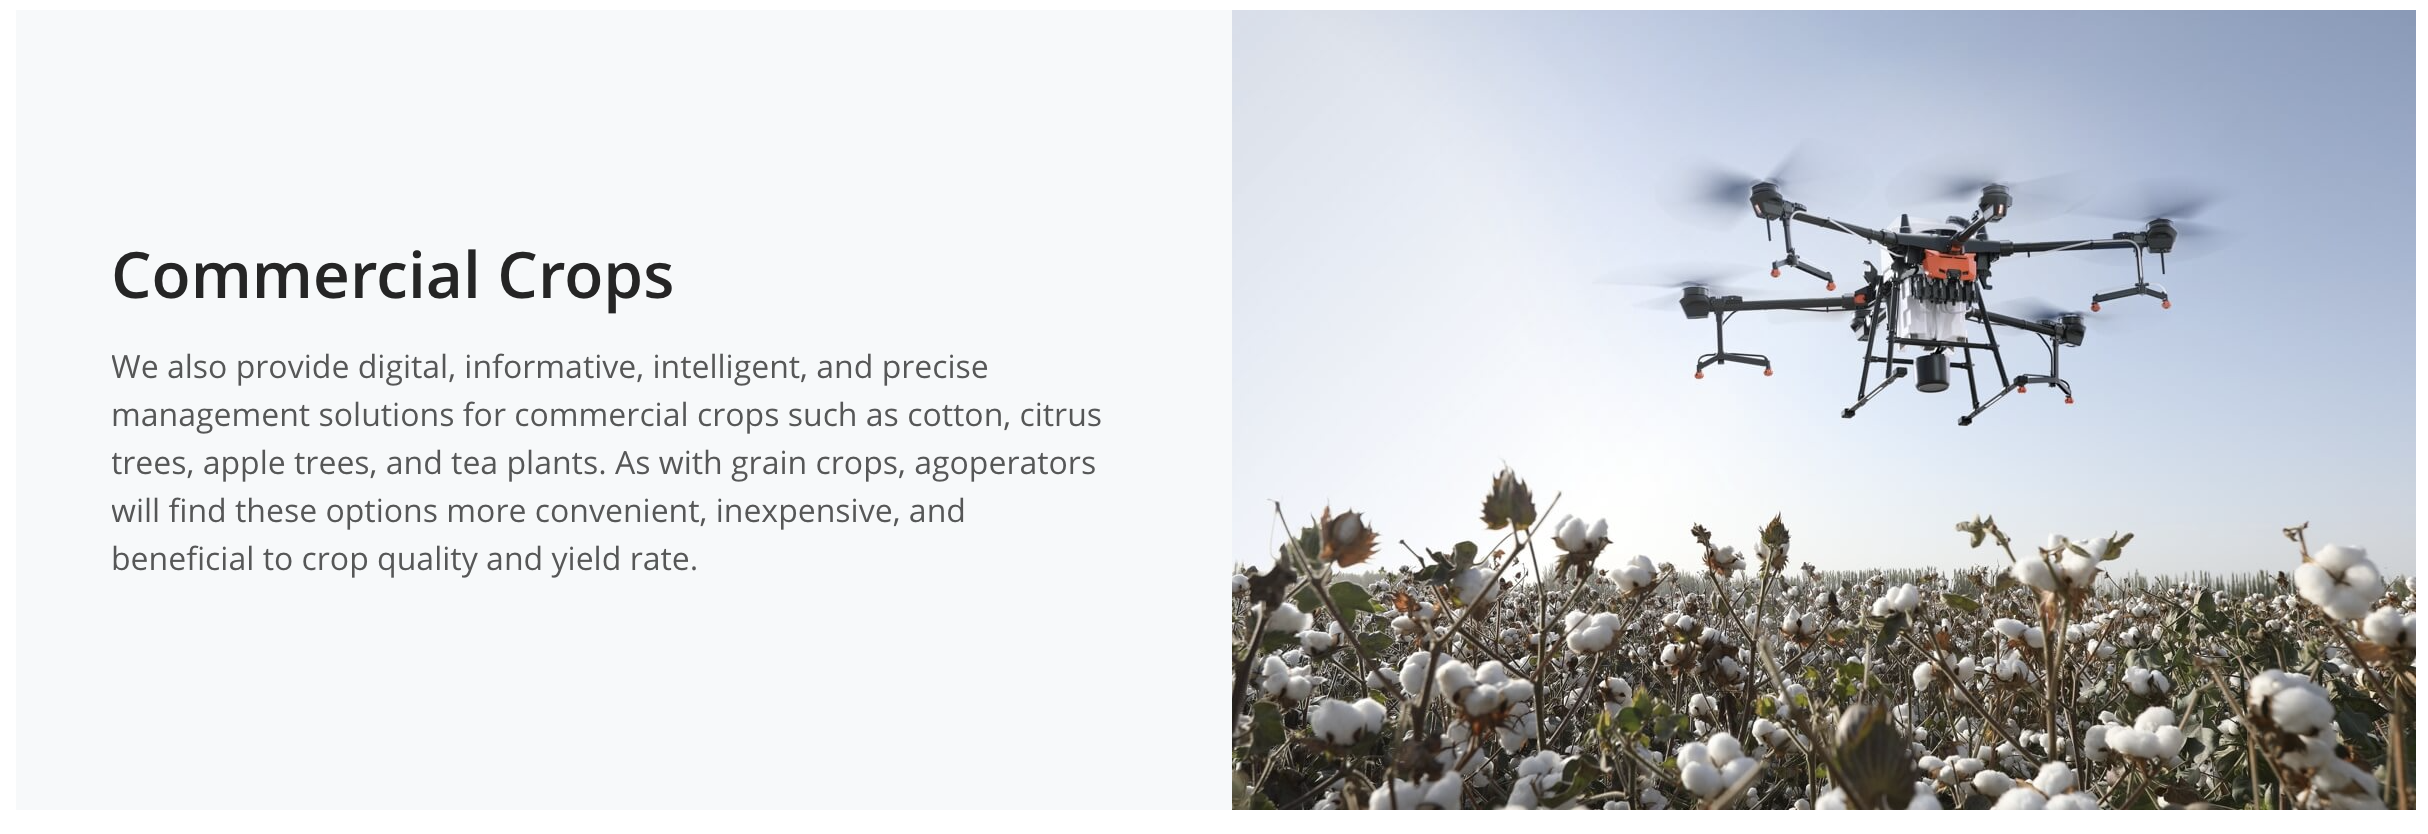 Commercial Crops
We also provide digital, informative, intelligent, and precise
management solutions for commercial crops such as cotton, citrus
trees, apple trees, and tea plants. As with grain crops, agoperators
will find these options more convenient, inexpensive, and
beneficial to crop quality and yield rate.